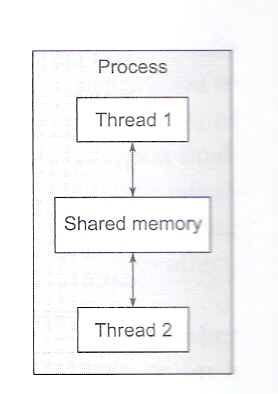 Process
Thread 1
Shared memory
Thread 2